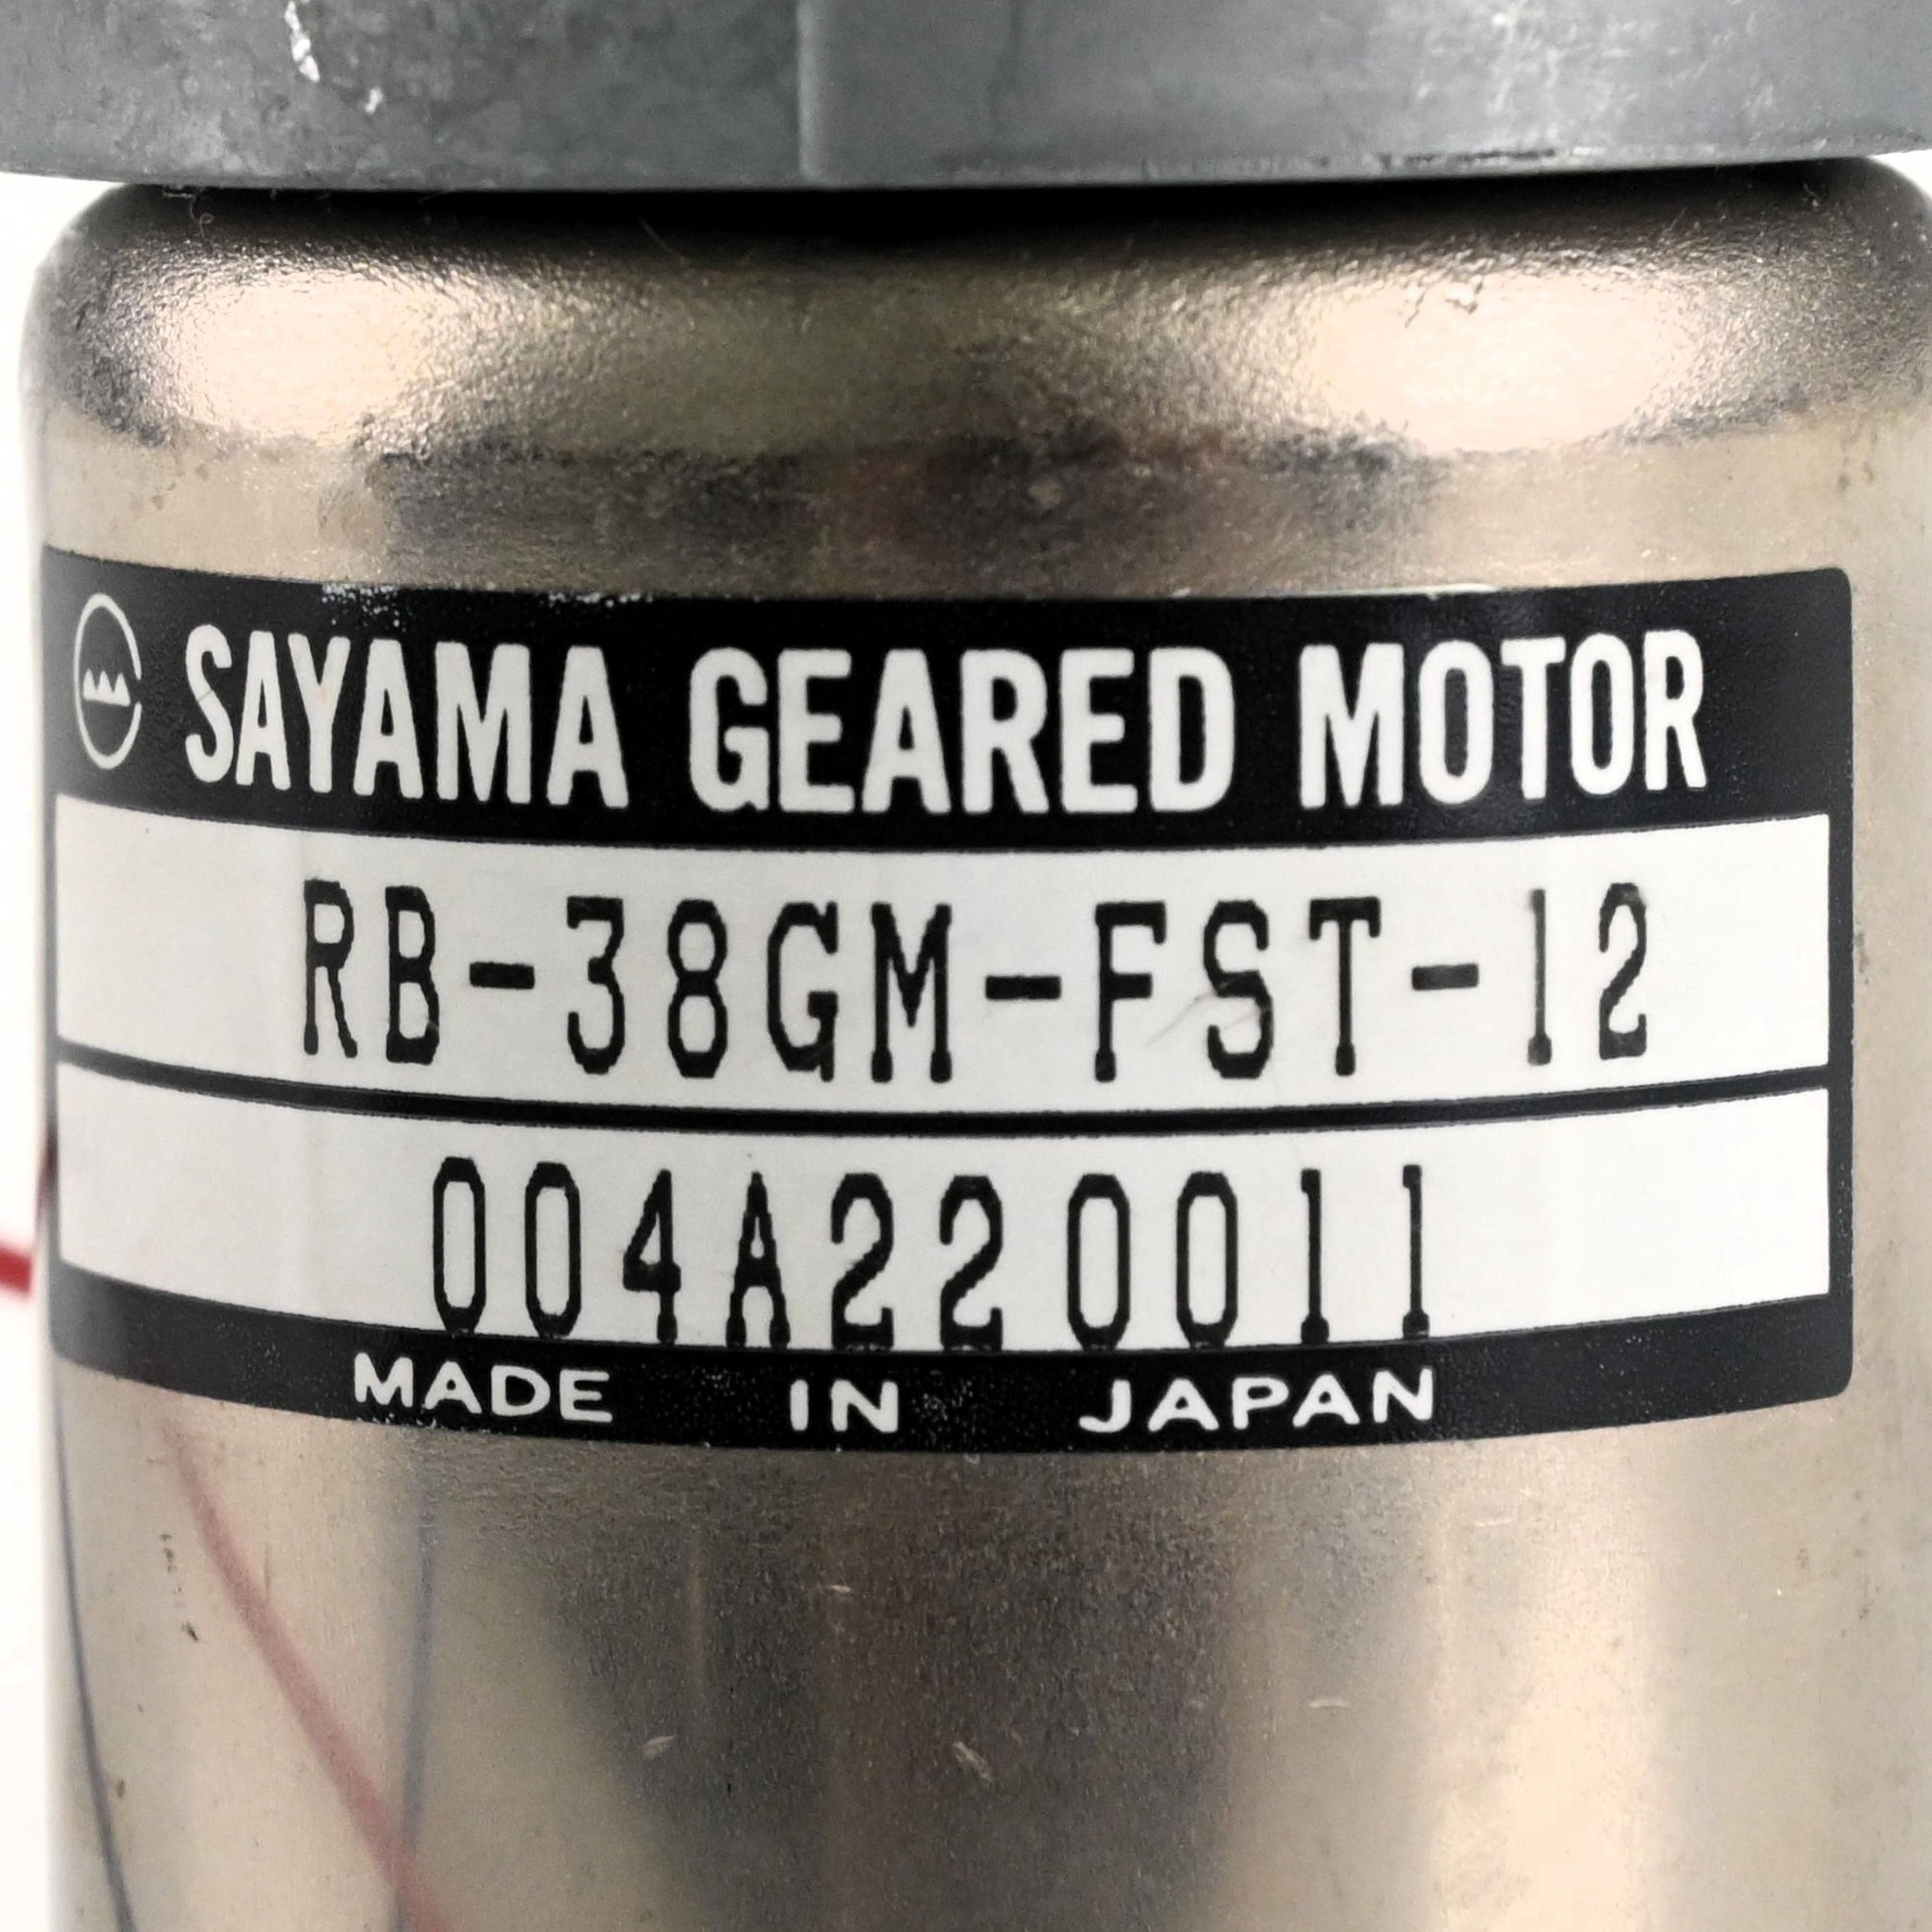 SAYAMA GEARED MOTOR
RB-38GM-FST-12
004A220011
MADE IN JAPAN